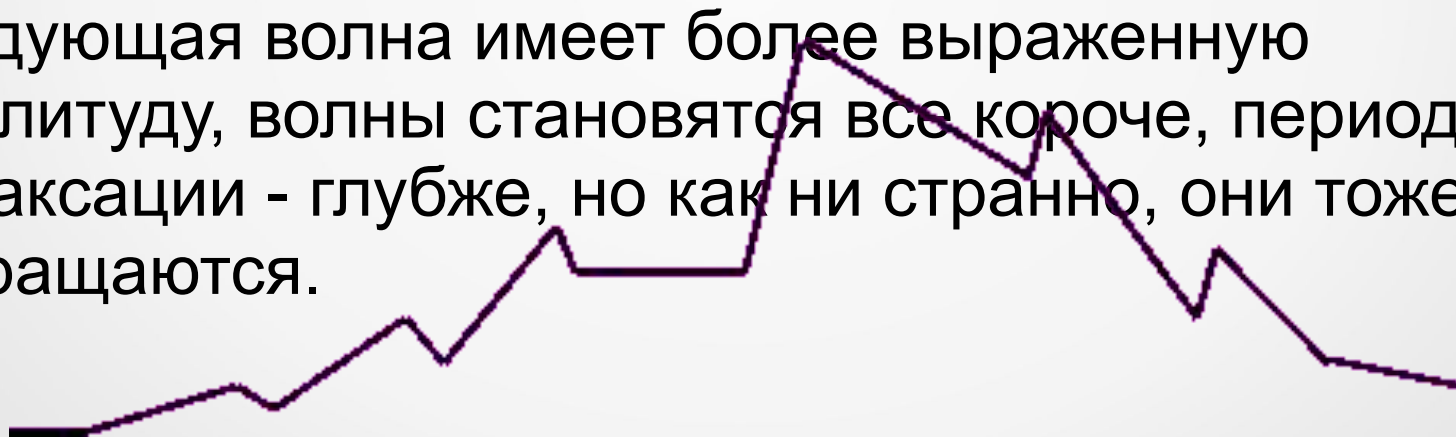 дующая волна имеет более выраженную
литуду, волны становятся все короче, период
аксации - глубже, но как ни странно, они тоже
ращаются.